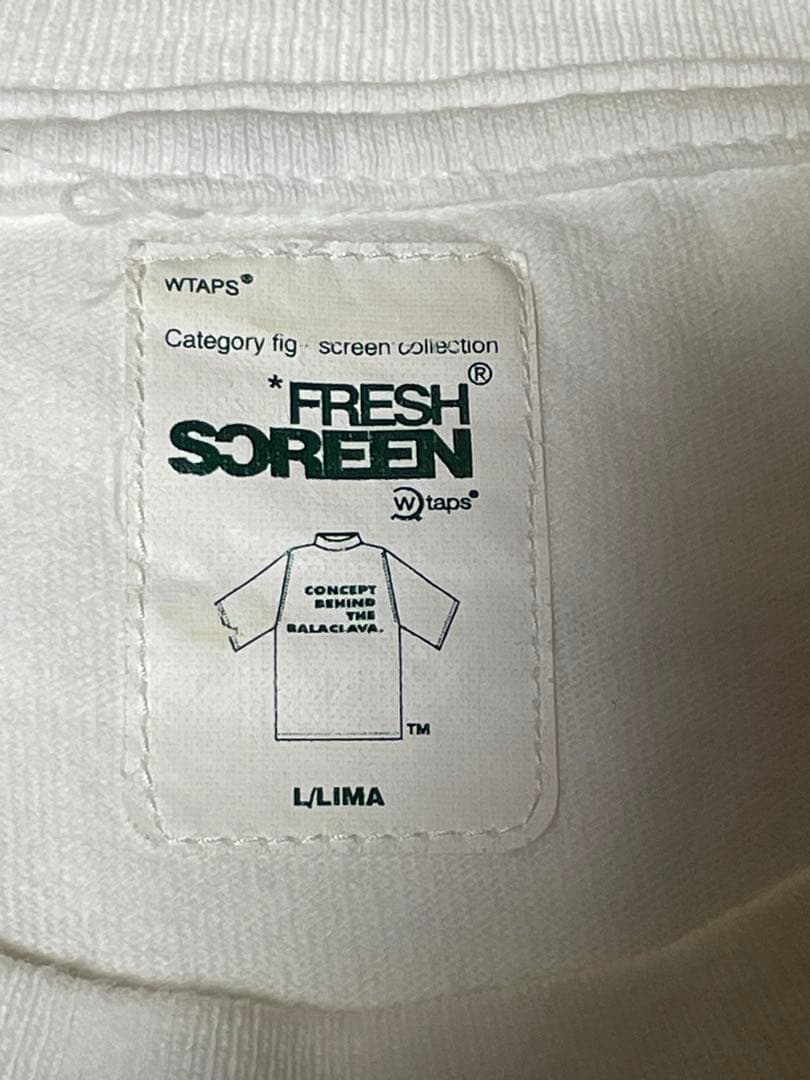 WTAPS®
Category fig screen collection
*FRESH®
SCREEN
Wtaps®
CONCEPT
BEHIND
THE
BALACLAVA.
TM
L/LIMA